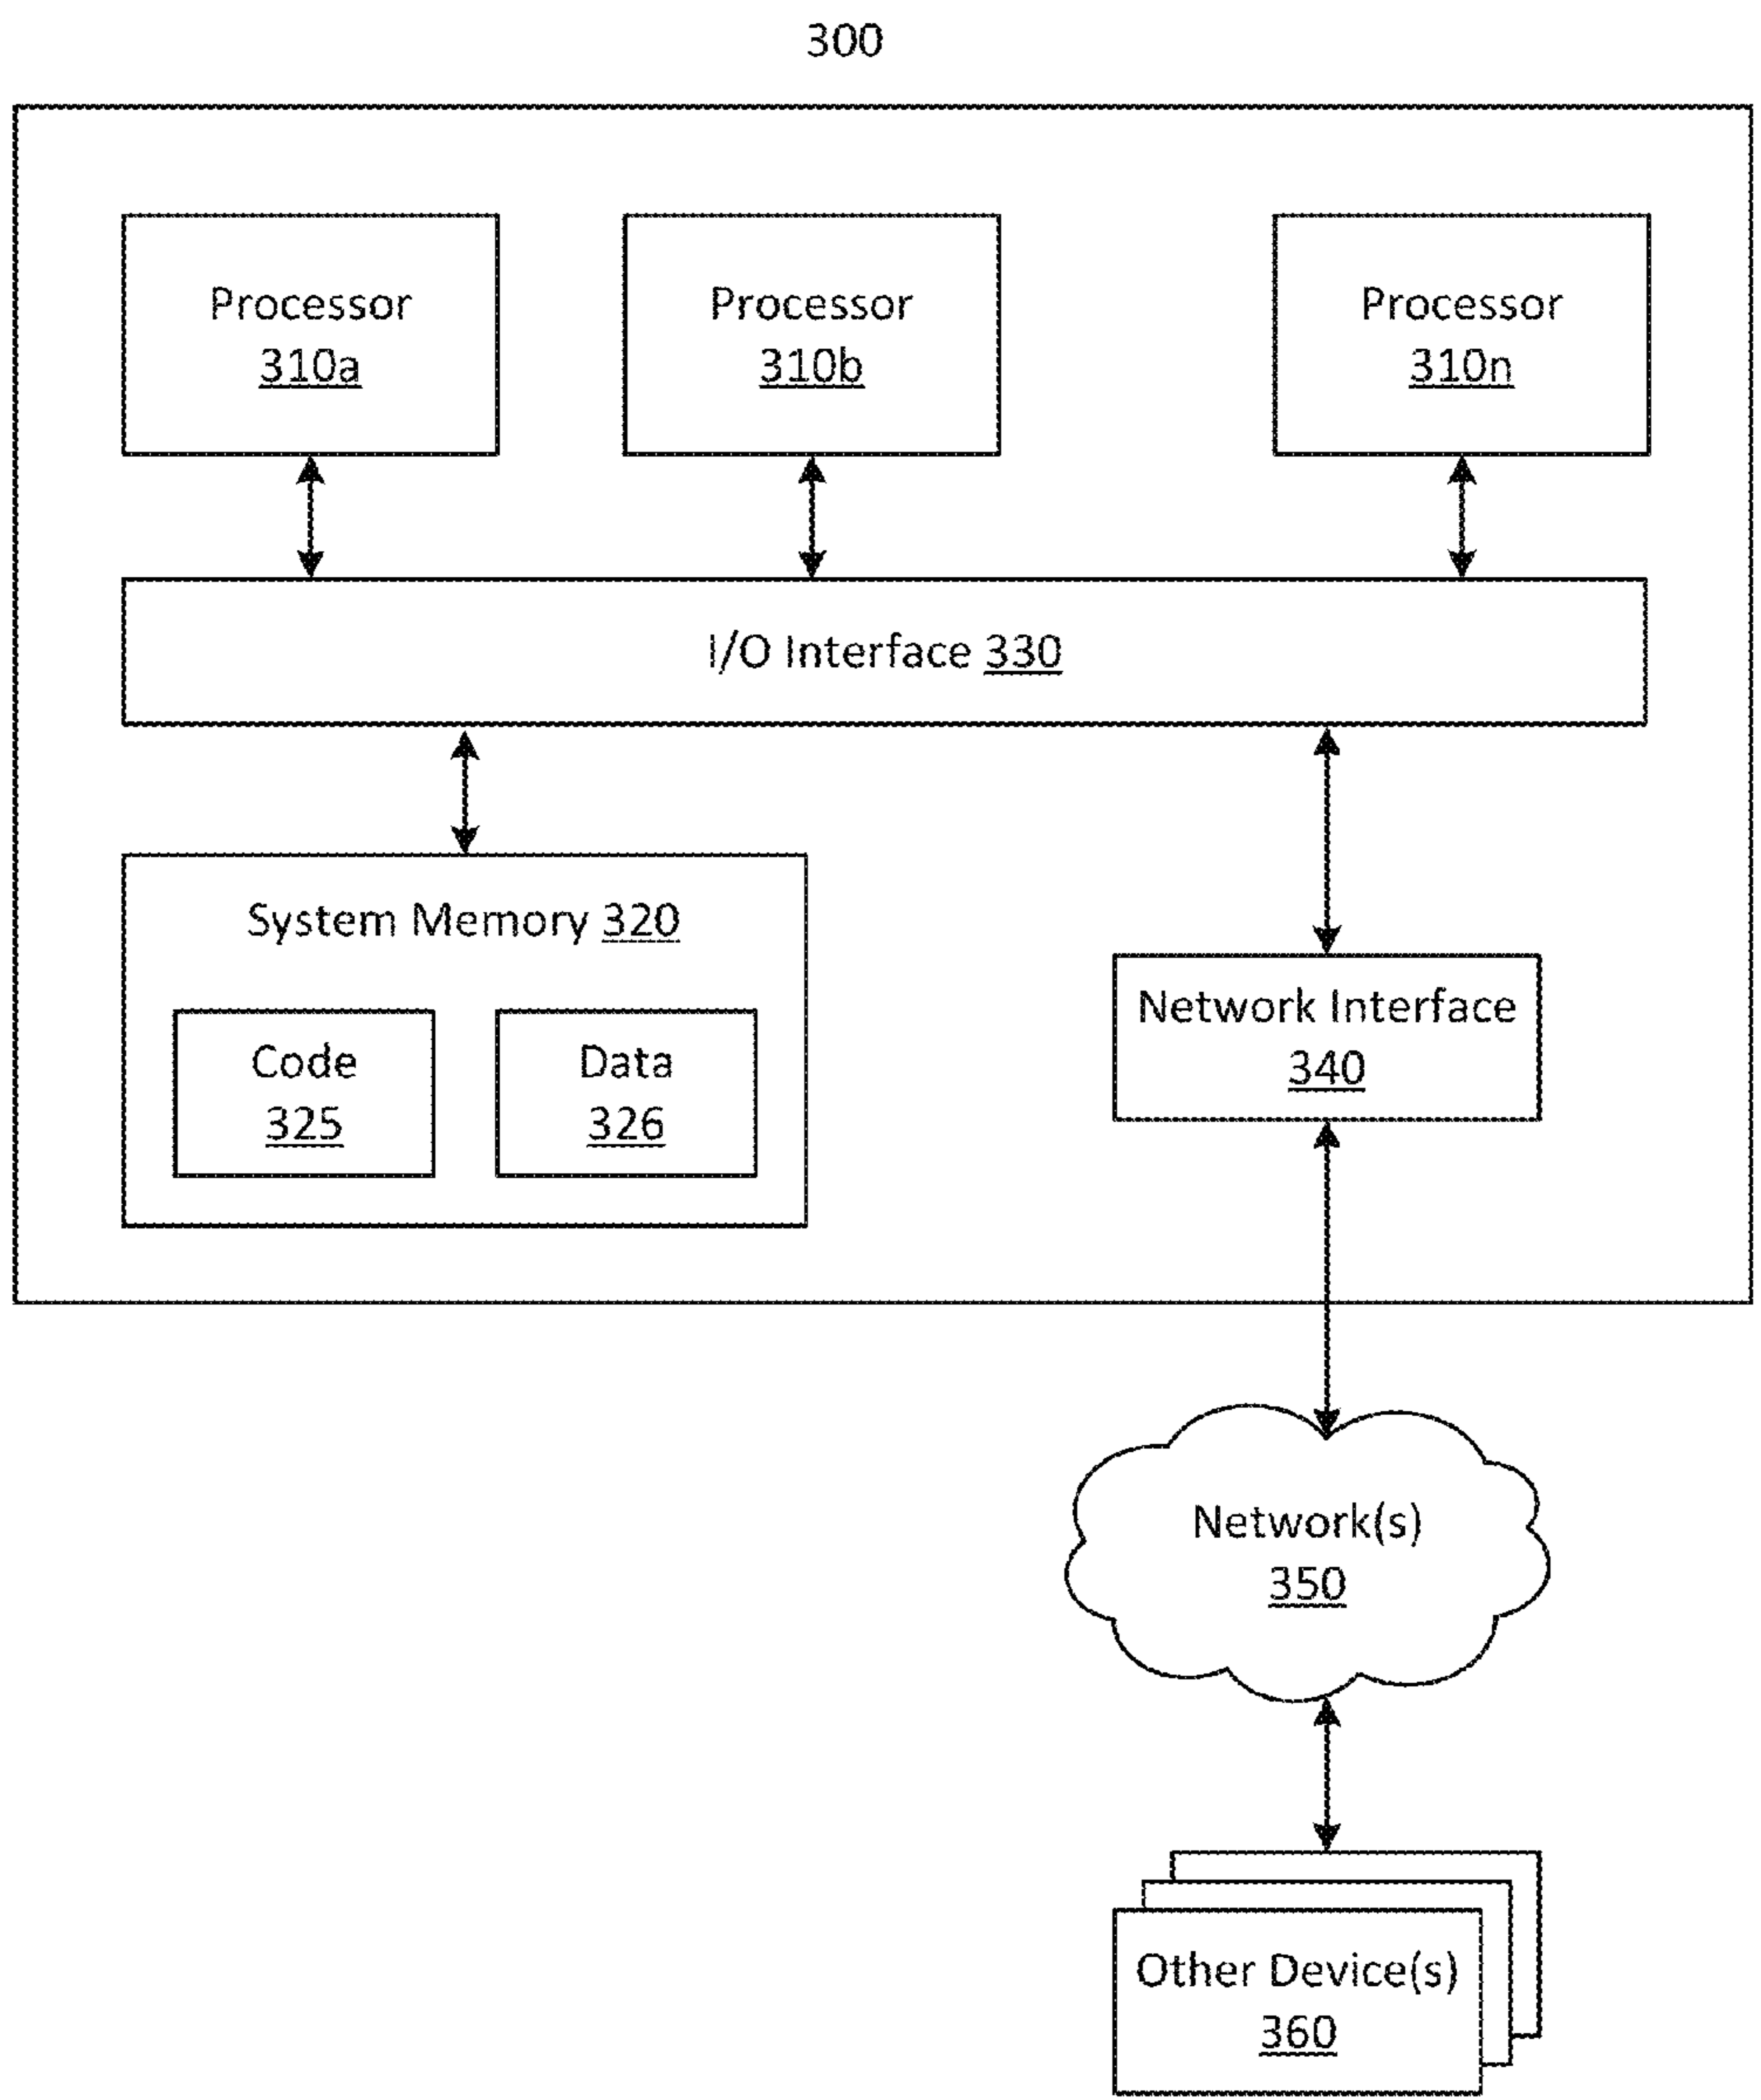 300
Processor
310a
Processor
310b
Processor
310n
I/O Interface 330
System Memory 320
Code
325
Data
326
Network Interface
340
Network(s)
350
Other Device(s)
360